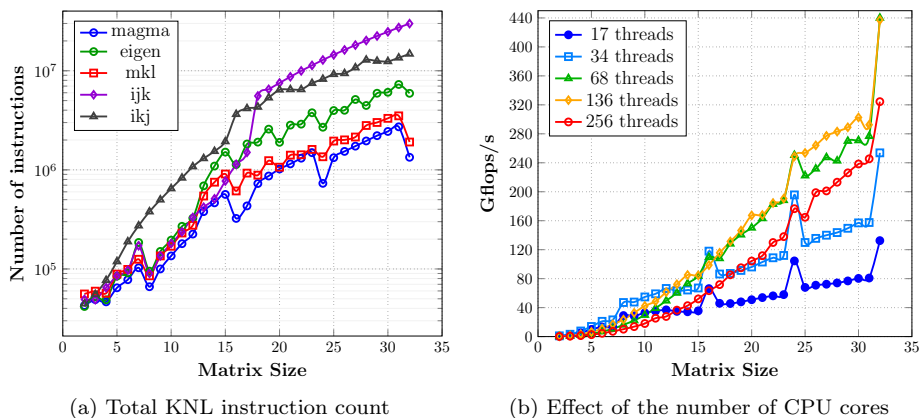 Number of instructions
10^7
10^6
10^5
magma
eigen
mkl
ijk
ikj
0 5 10 15 20 25 30 35
Matrix Size
(a) Total KNL instruction count
Gflops/s
440
400
360
320
280
240
200
160
120
80
40
0
17 threads
34 threads
68 threads
136 threads
256 threads
0 5 10 15 20 25 30 35
Matrix Size
(b) Effect of the number of CPU cores